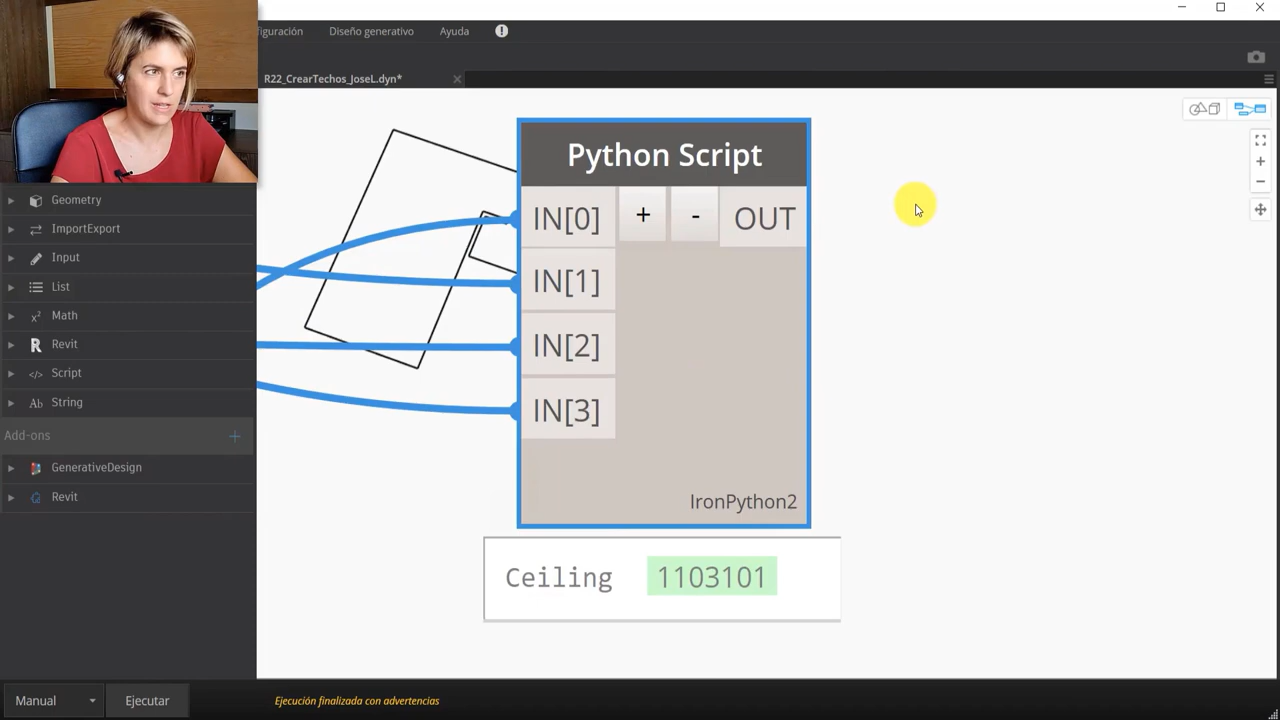 figuración
Diseño generativo
Ayuda
R22_CrearTechos_JoseL.dyn*
Geometry
ImportExport
Input
List
Math
Revit
Script
String
Add-ons
GenerativeDesign
Revit
Python Script
IN[0] + - OUT
IN[1]
IN[2]
IN[3]
IronPython2
Ceiling 1103101
Manual
Ejecutar
Ejecución finalizada con advertencias